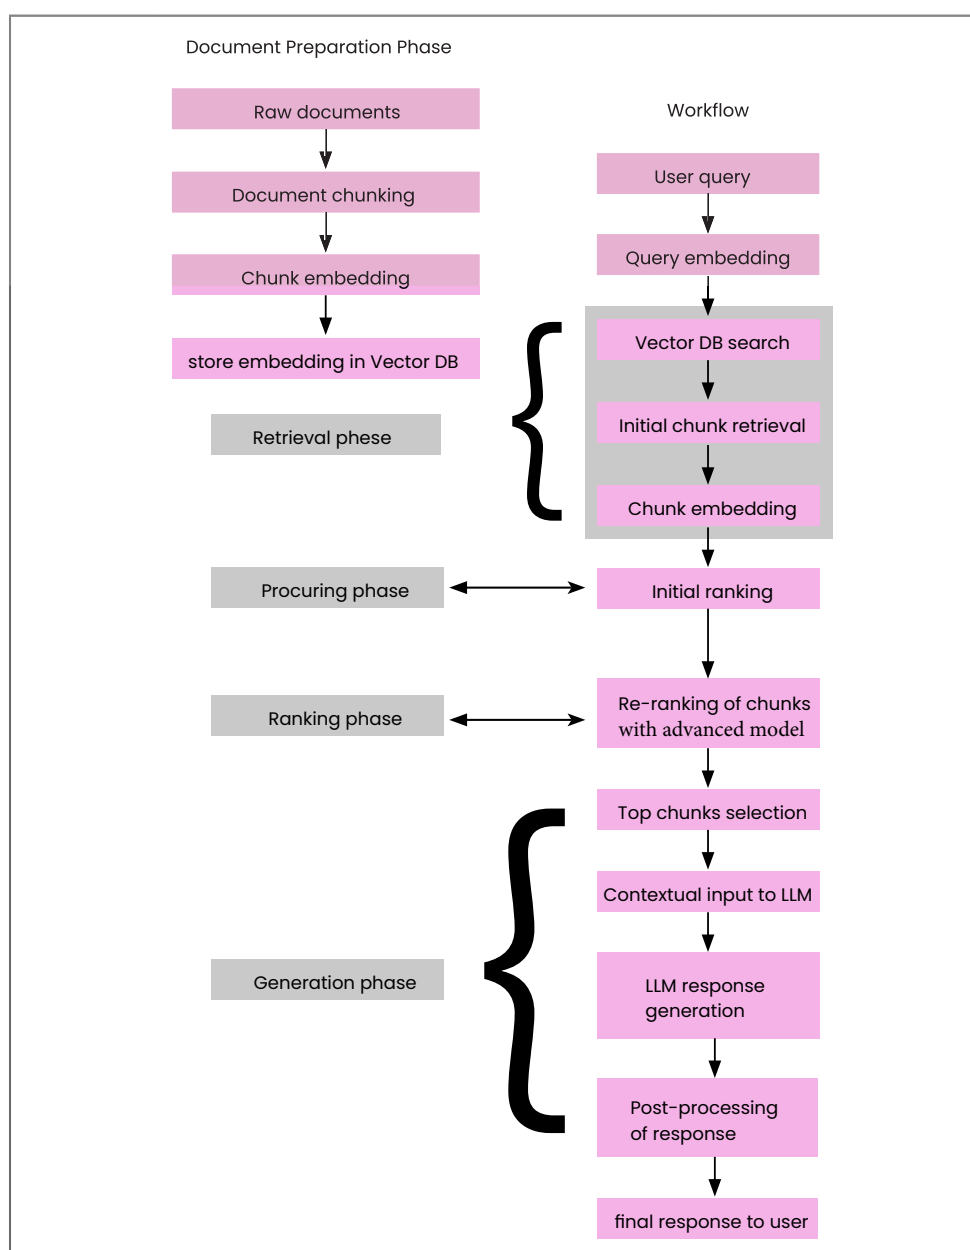 Document Preparation Phase
Raw documents
Document chunking
Chunk embedding
store embedding in Vector DB
Workflow
User query
Query embedding
Vector DB search
Initial chunk retrieval
Chunk embedding
Retrieval phese
Procuring phase
Initial ranking
Ranking phase
Re-ranking of chunks
with advanced model
Top chunks selection
Contextual input to LLM
Generation phase
LLM response
generation
Post-processing
of response
final response to user